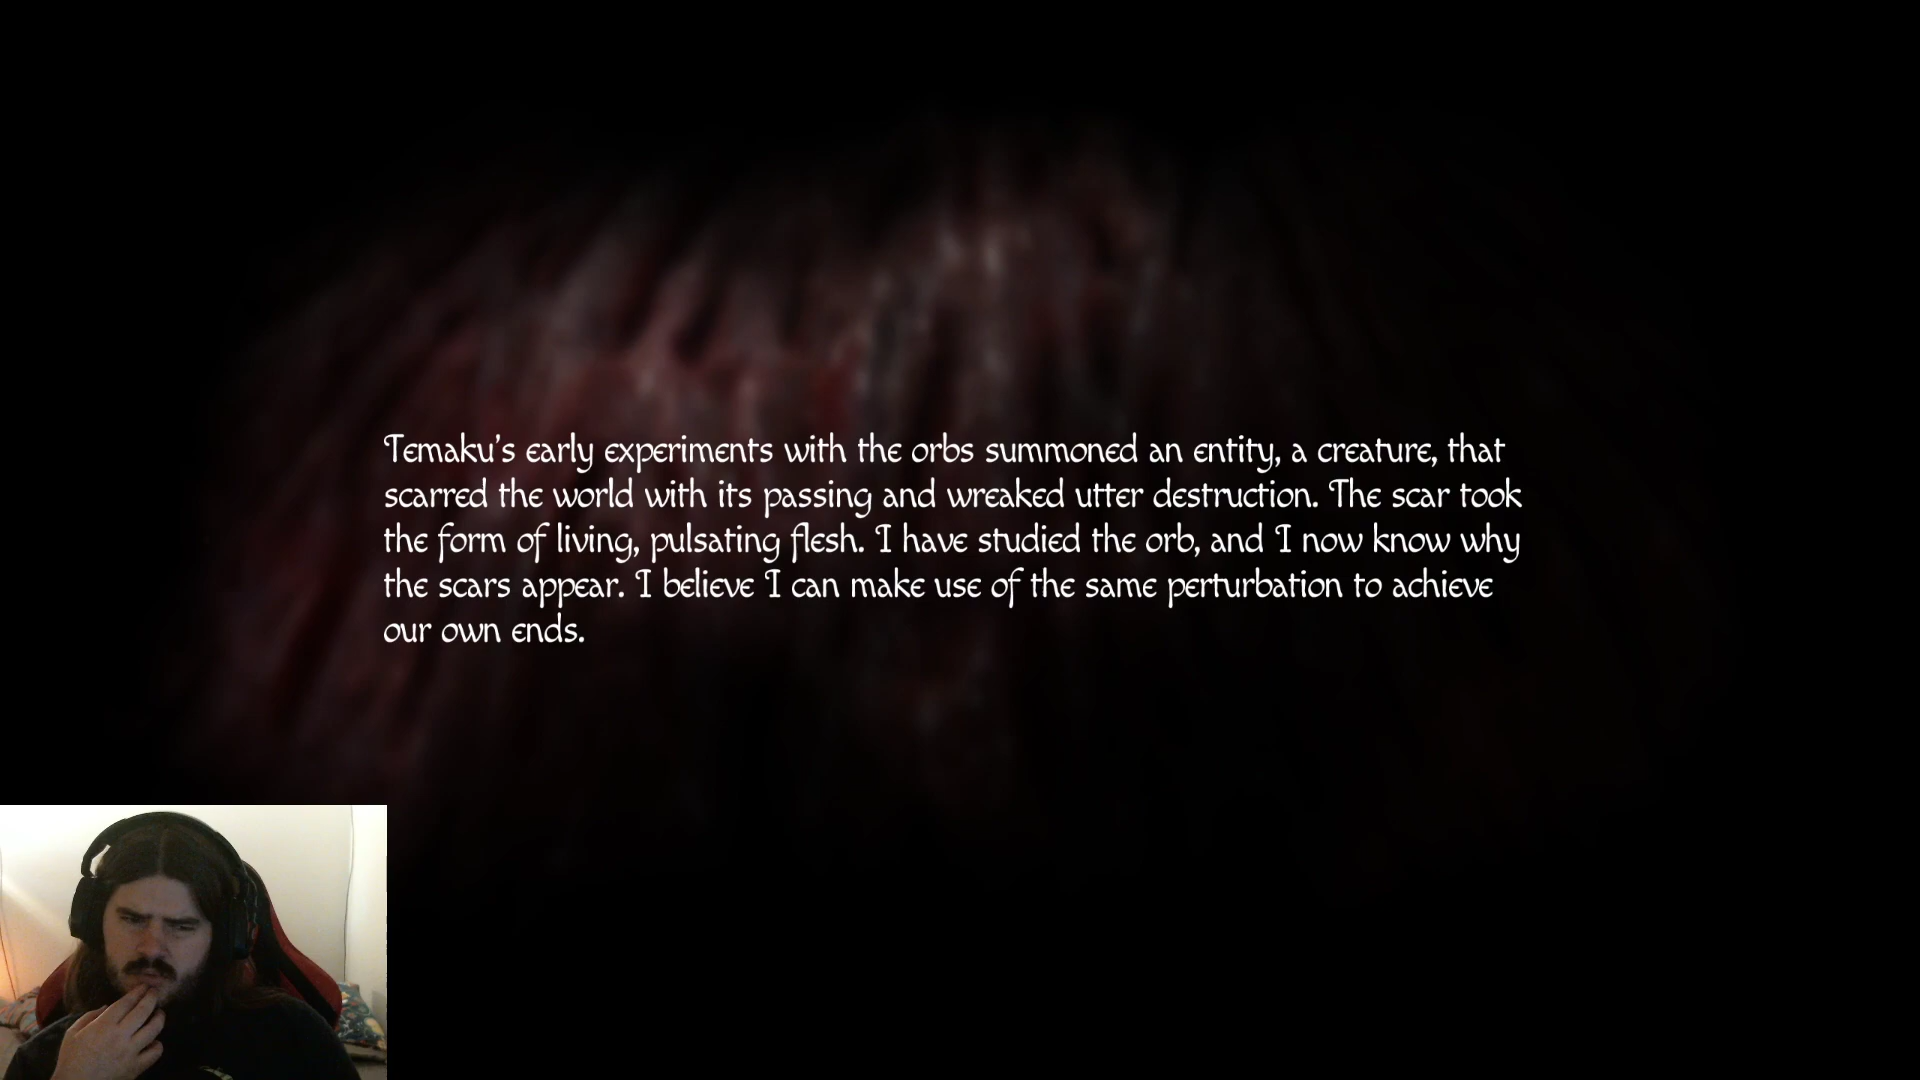 Temaku's early experiments with the orbs summoned an entity, a creature, that
scarred the world with its passing and wreaked utter destruction. The scar took
the form of living, pulsating flesh. I have studied the orb, and I now know why
the scars appear. I believe I can make use of the same perturbation to achieve
our own ends.